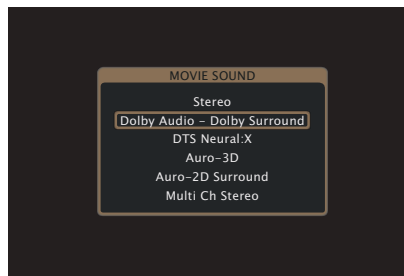 MOVIE SOUND
Stereo
Dolby Audio – Dolby Surround
DTS Neural:X
Auro–3D
Auro–2D Surround
Multi Ch Stereo